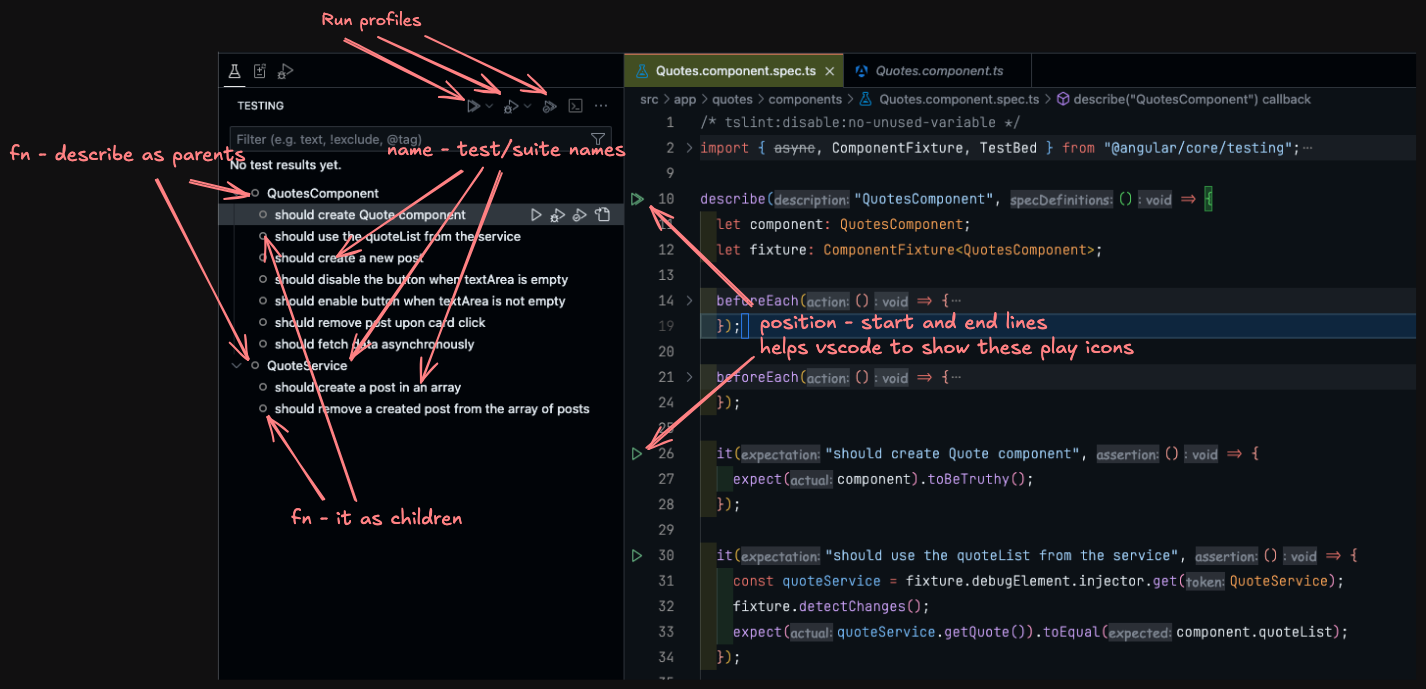 Run profiles
fn - describe as parents
name - test/suite names
position - start and end lines
helps vscode to show these play icons
fn - it as children
TESTING
Filter (e.g. text, !exclude, @tag)
No test results yet.
QuotesComponent
should create Quote component
should use the quoteList from the service
should create a new post
should disable the button when textArea is empty
should enable button when textArea is not empty
should remove post upon card click
should fetch data asynchronously
QuoteService
should create a post in an array
should remove a created post from the array of posts
Quotes.component.spec.ts
Quotes.component.ts
src > app > quotes > components > Quotes.component.spec.ts > describe("QuotesComponent") callback
1 /* tslint:disable:no-unused-variable */
2 import { async, ComponentFixture, TestBed } from "@angular/core/testing";…
9
10 describe(description: "QuotesComponent", specDefinitions: () : void => {
11 let component: QuotesComponent;
12 let fixture: ComponentFixture<QuotesComponent>;
13
14 beforeEach(action: () : void => {…
19 });
20
21 beforeEach(action: () : void => {…
24 });
25
26 it(expectation: "should create Quote component", assertion: () : void => {
27 expect(actual: component).toBeTruthy();
28 });
29
30 it(expectation: "should use the quoteList from the service", assertion: () : void => {
31 const quoteService = fixture.debugElement.injector.get(token: QuoteService);
32 fixture.detectChanges();
33 expect(actual: quoteService.getQuote()).toEqual(expected: component.quoteList);
34 });